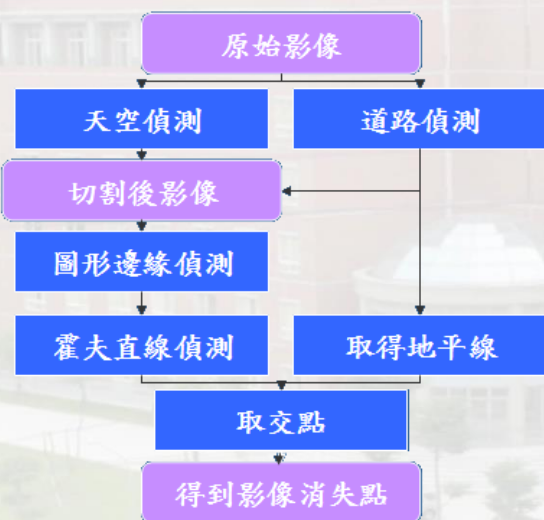 原始影像
天空偵測
道路偵測
切割後影像
圖形邊緣偵測
霍夫直線偵測
取得地平線
取交點
得到影像消失點